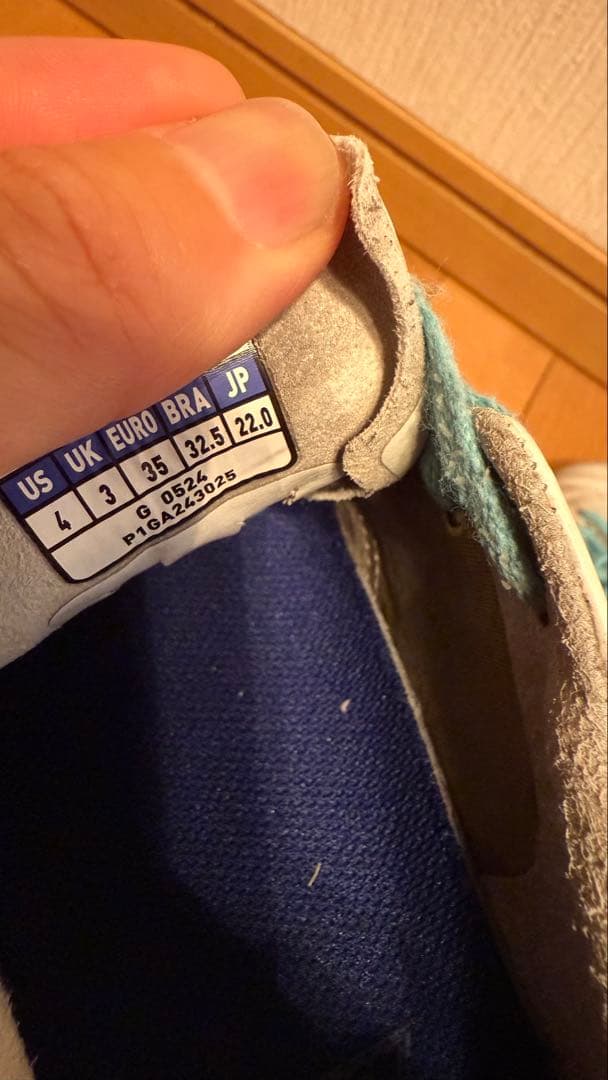 US UK EURO BRA JP
4 3 35 32.5 22.0
G 0524
P1GA243025